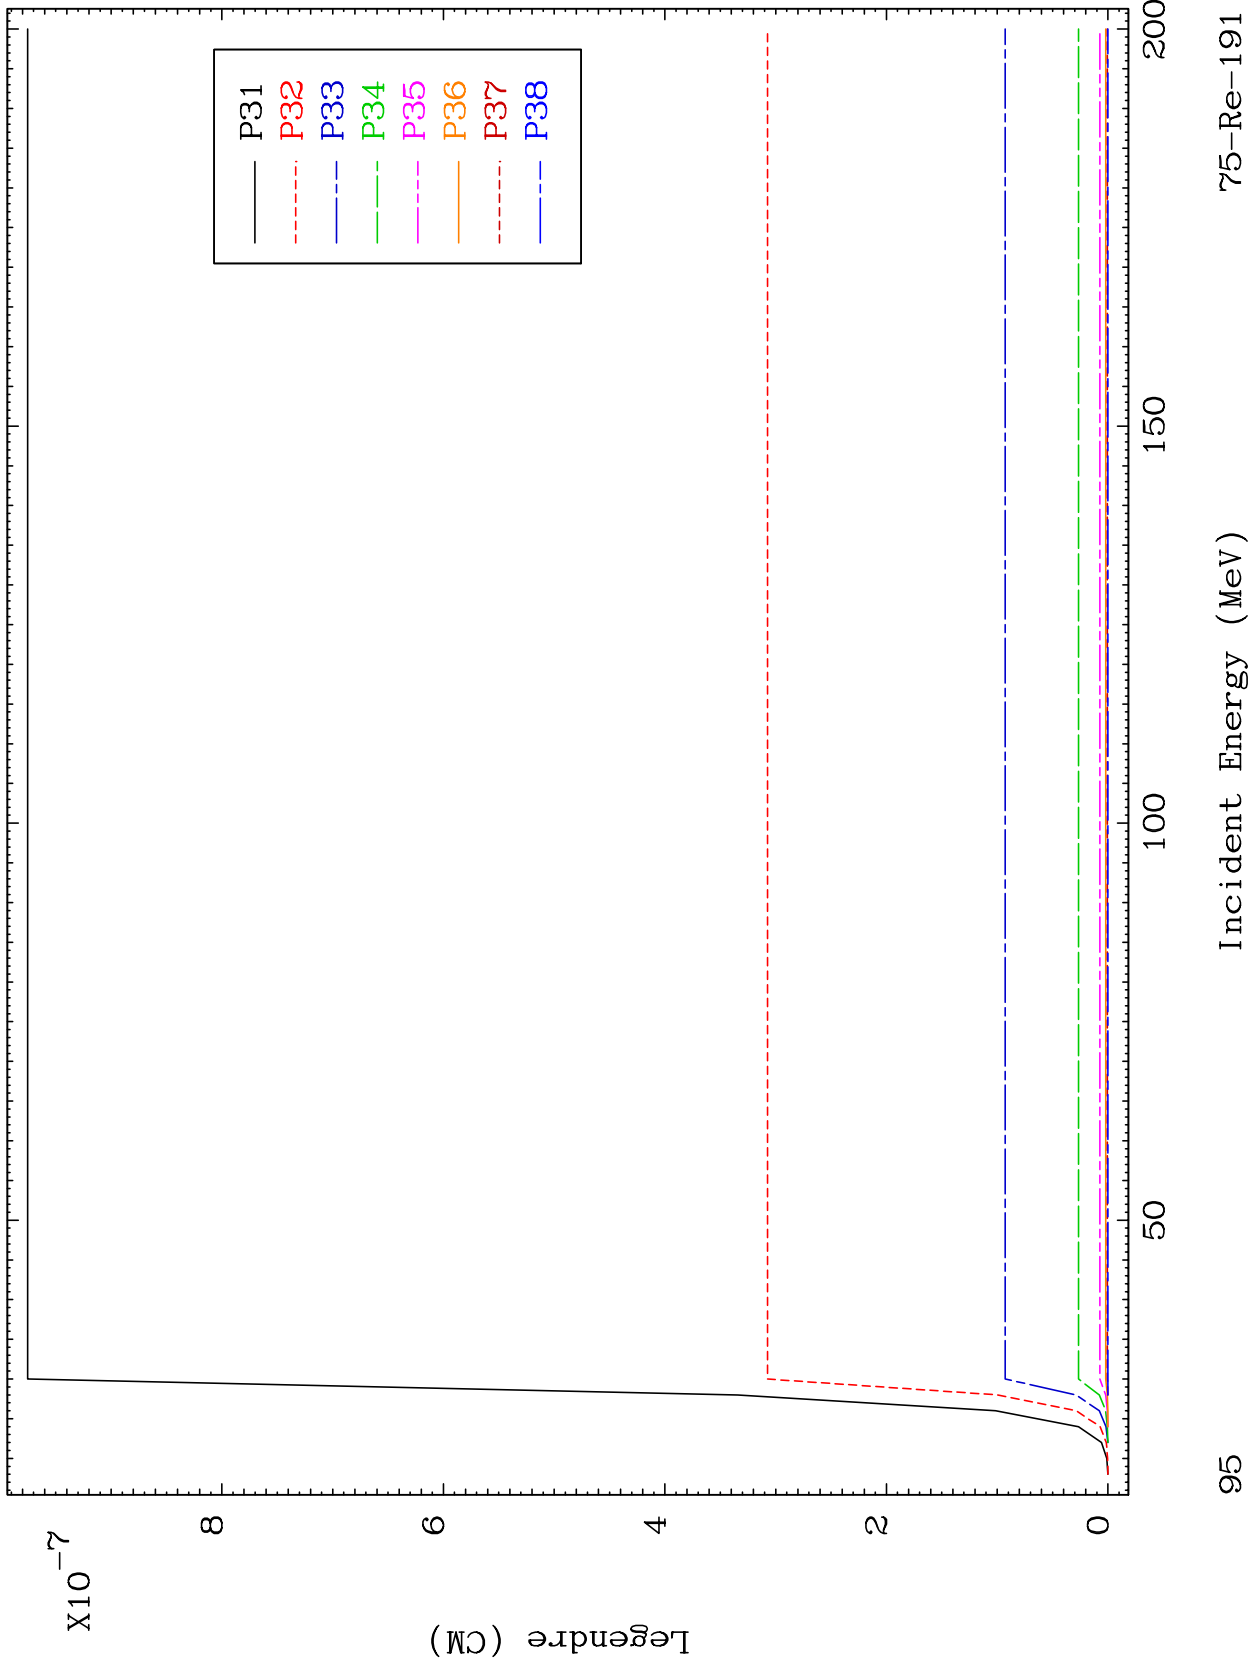 X10-7
8
6
4
2
0
Legendre (CM)
P31
P32
P33
P34
P35
P36
P37
P38
50
100
150
200
Incident Energy (MeV)
95
75-Re-191